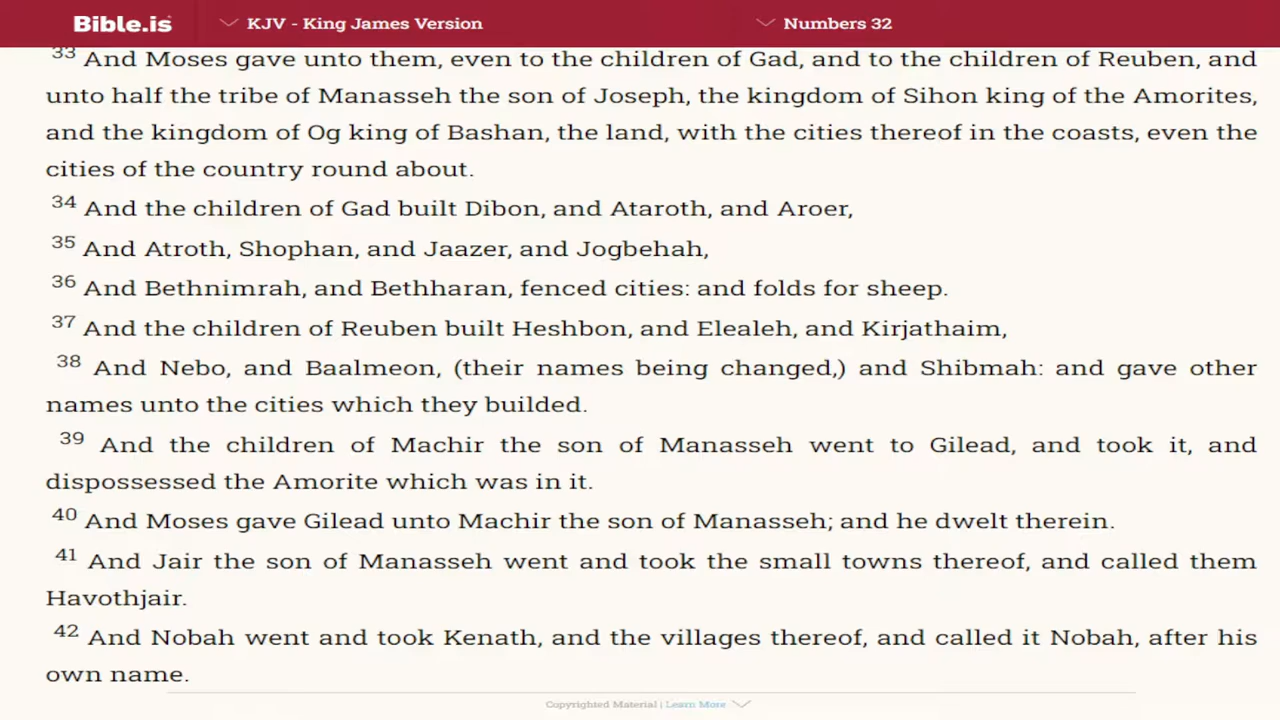 Bible.is KJV - King James Version Numbers 32
33 And Moses gave unto them, even to the children of Gad, and to the children of Reuben, and
unto half the tribe of Manasseh the son of Joseph, the kingdom of Sihon king of the Amorites,
and the kingdom of Og king of Bashan, the land, with the cities thereof in the coasts, even the
cities of the country round about.
34 And the children of Gad built Dibon, and Ataroth, and Aroer,
35 And Atroth, Shophan, and Jaazer, and Jogbehah,
36 And Bethnimrah, and Bethharan, fenced cities: and folds for sheep.
37 And the children of Reuben built Heshbon, and Elealeh, and Kirjathaim,
38 And Nebo, and Baalmeon, (their names being changed,) and Shibmah: and gave other
names unto the cities which they builded.
39 And the children of Machir the son of Manasseh went to Gilead, and took it, and
dispossessed the Amorite which was in it.
40 And Moses gave Gilead unto Machir the son of Manasseh; and he dwelt therein.
41 And Jair the son of Manasseh went and took the small towns thereof, and called them
Havothjair.
42 And Nobah went and took Kenath, and the villages thereof, and called it Nobah, after his
own name.
Copyrighted Material | Learn More